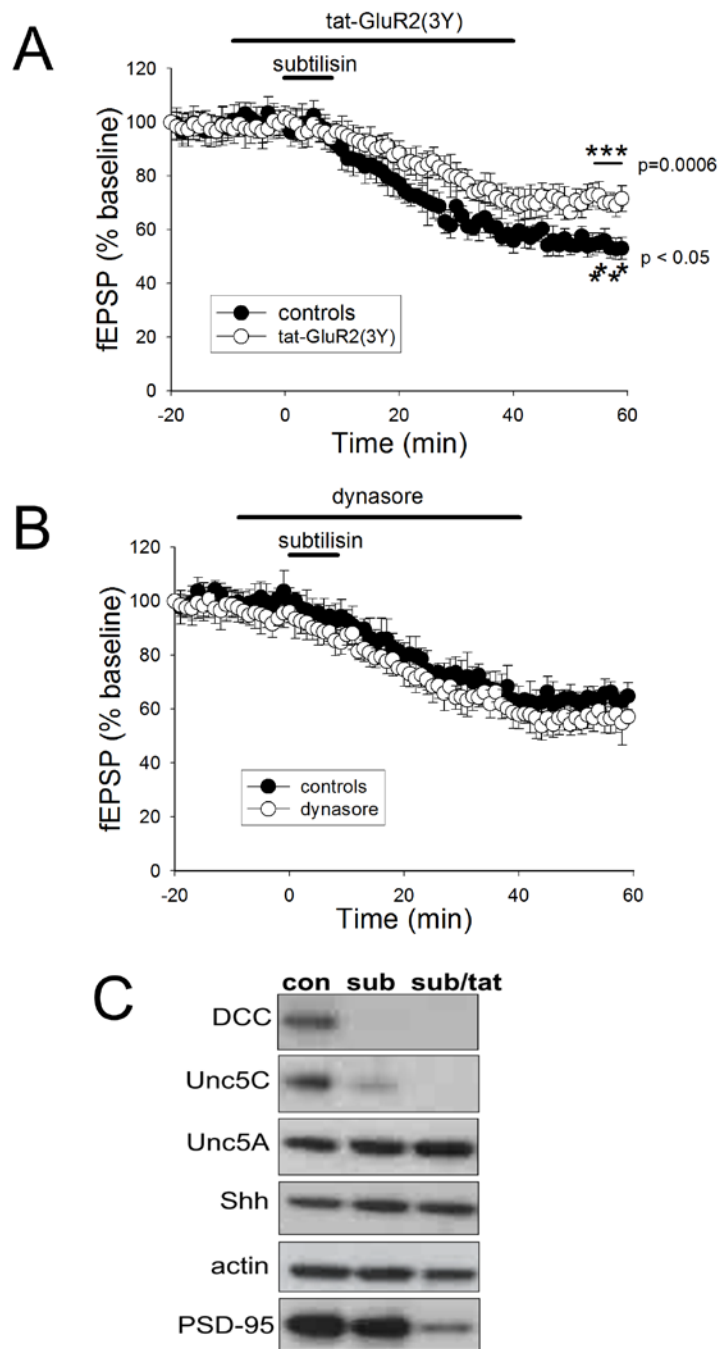 A
tat-GluR2(3Y)
subtilisin
fEPSP (% baseline)
120
100
80
60
40
20
0
*** p=0.0006
p < 0.05
* * * *
controls
tat-GluR2(3Y)
-20 0 20 40 60
Time (min)
B
dynasore
subtilisin
fEPSP (% baseline)
120
100
80
60
40
20
0
controls
dynasore
-20 0 20 40 60
Time (min)
C
con sub sub/tat
DCC
Unc5C
Unc5A
Shh
actin
PSD-95